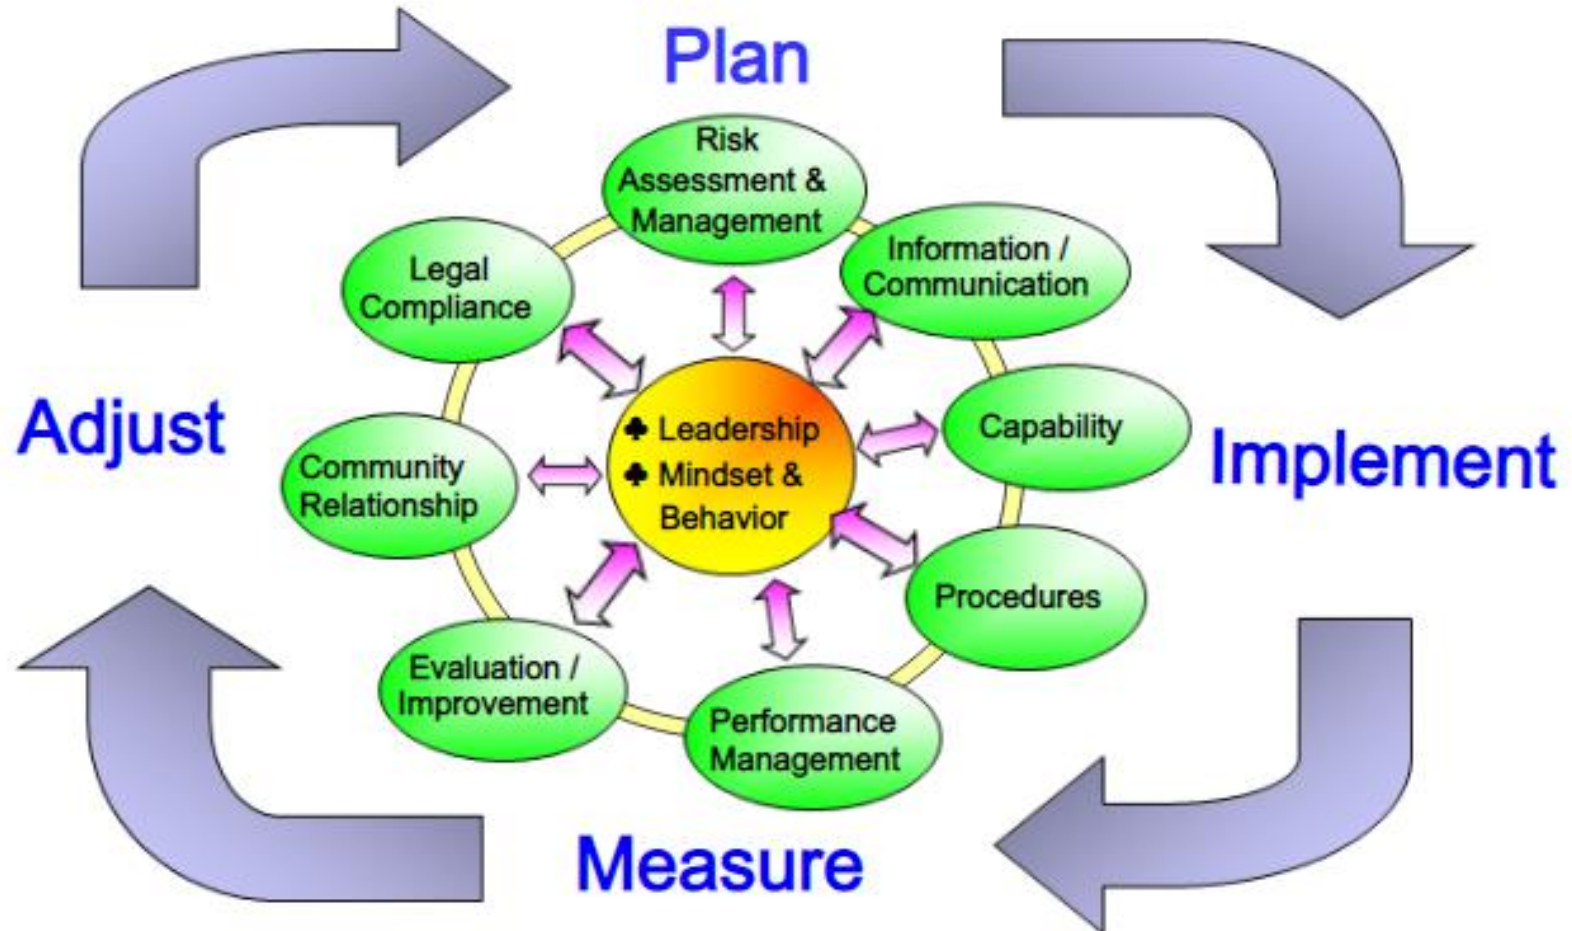 Plan
Risk
Assessment &
Management
Information /
Communication
Legal
Compliance
Capability
Adjust
♣ Leadership
♣ Mindset &
Behavior
Implement
Community
Relationship
Procedures
Evaluation /
Improvement
Performance
Management
Measure